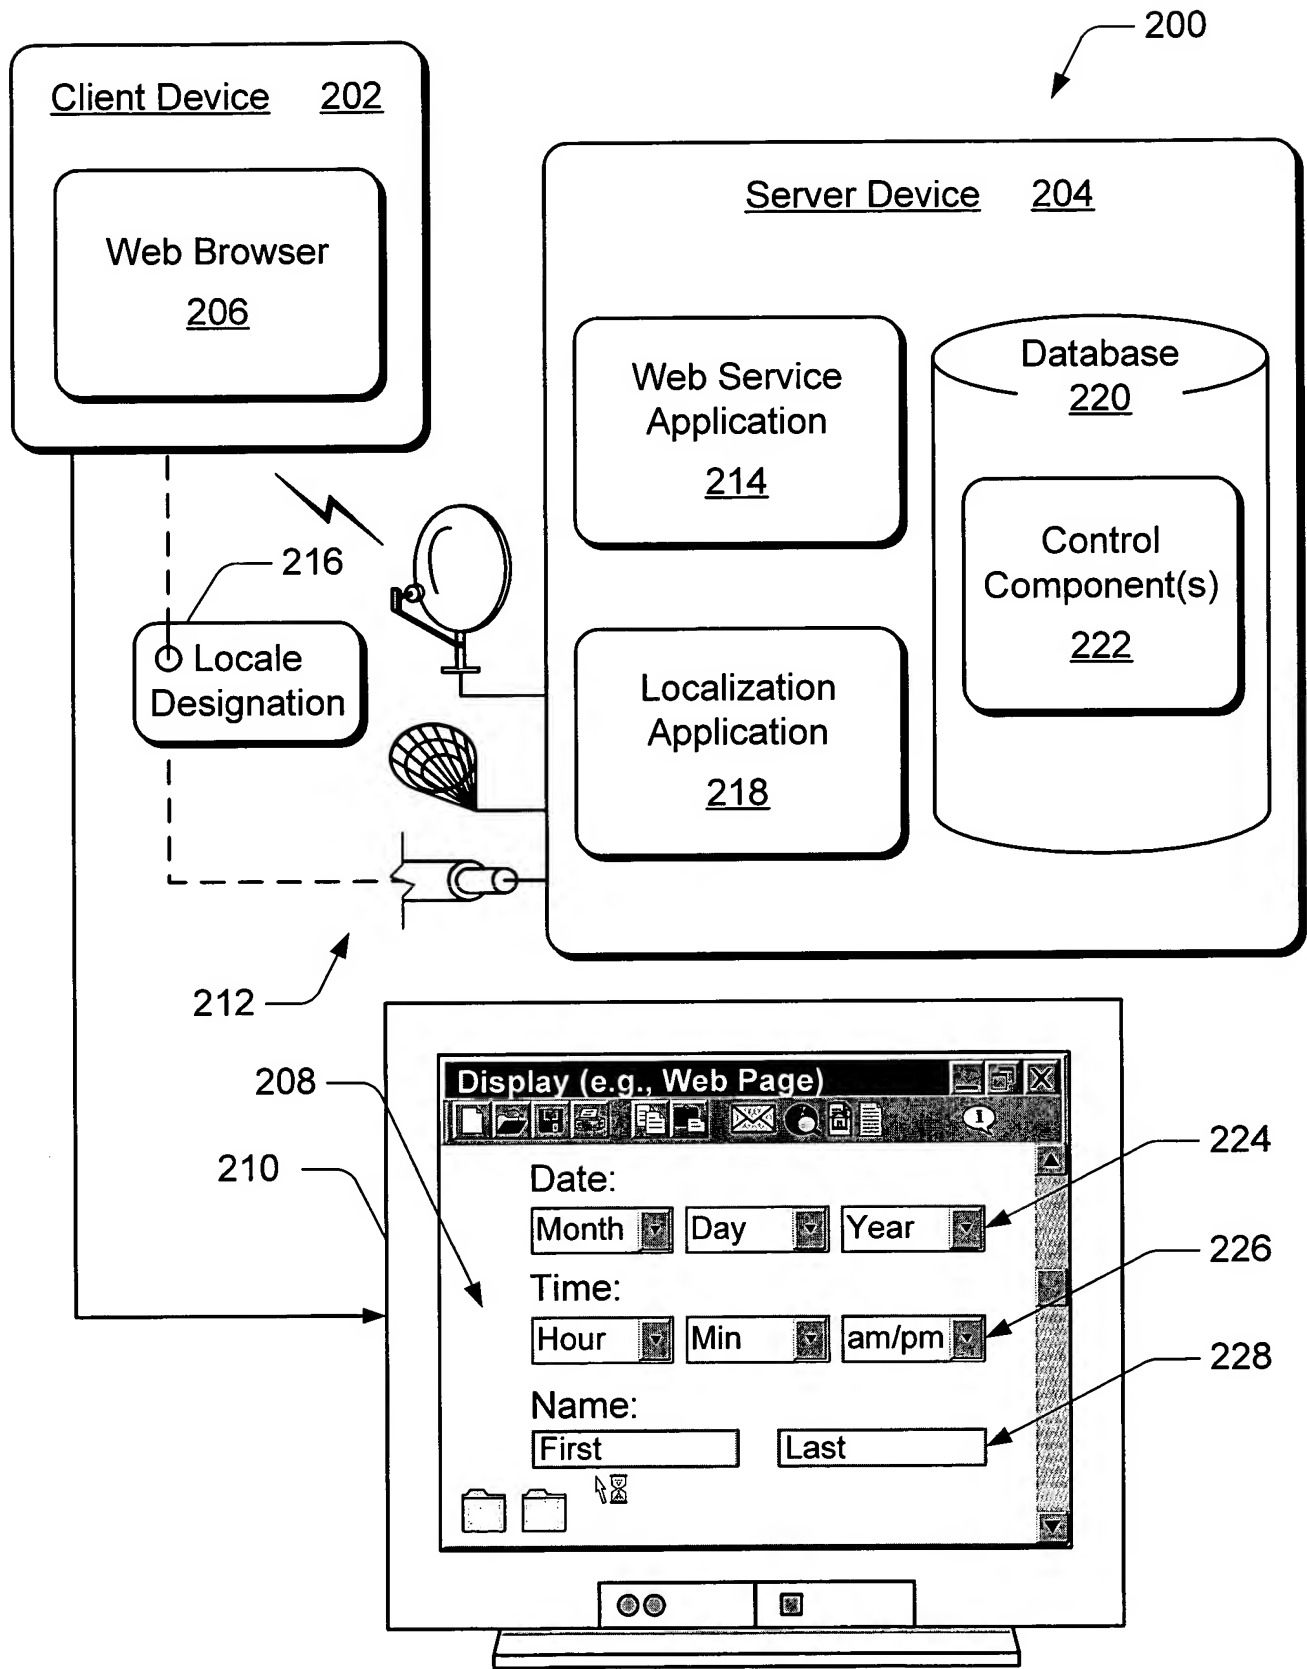 200
Client Device 202
Web Browser
206
Server Device 204
Web Service
Application
214
Database
220
Control
Component(s)
222
216
Locale
Designation
Localization
Application
218
212
208
210
Display (e.g., Web Page)
i
Date:
Month Day Year
224
Time:
Hour Min am/pm
226
Name:
First Last
228